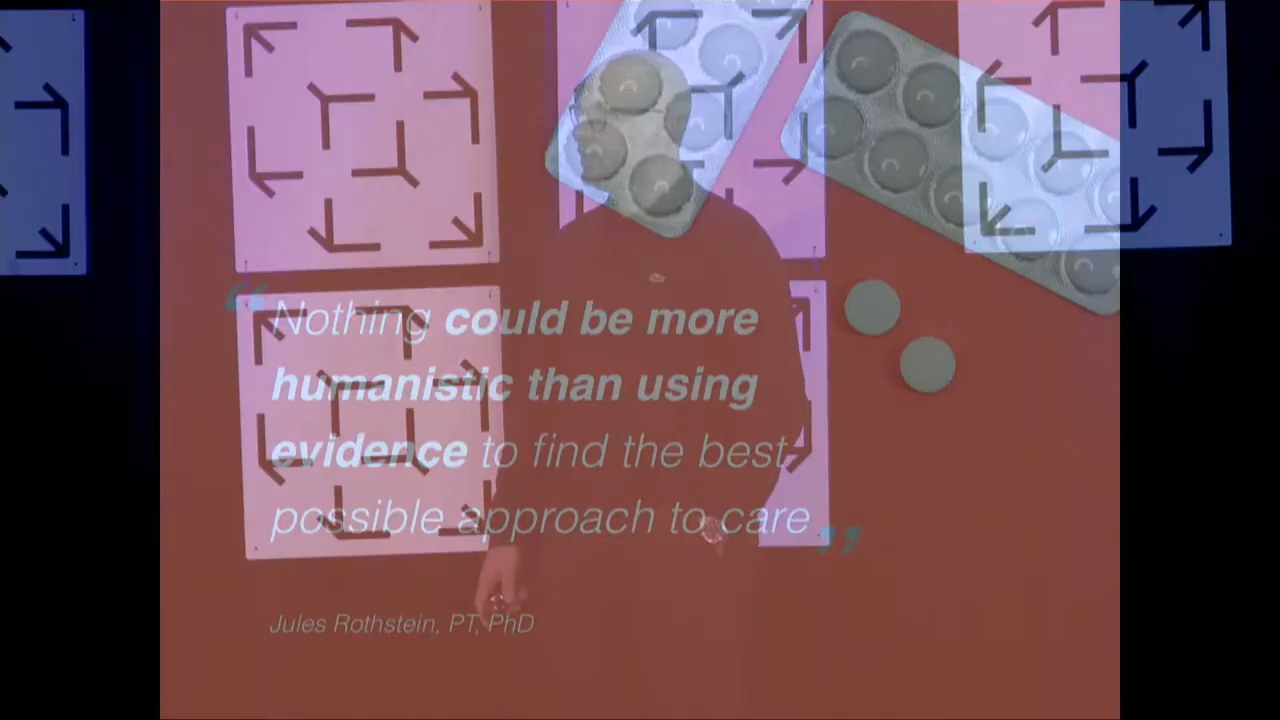 “Nothing could be more
humanistic than using
evidence to find the best
possible approach to care”
Jules Rothstein, PT, PhD